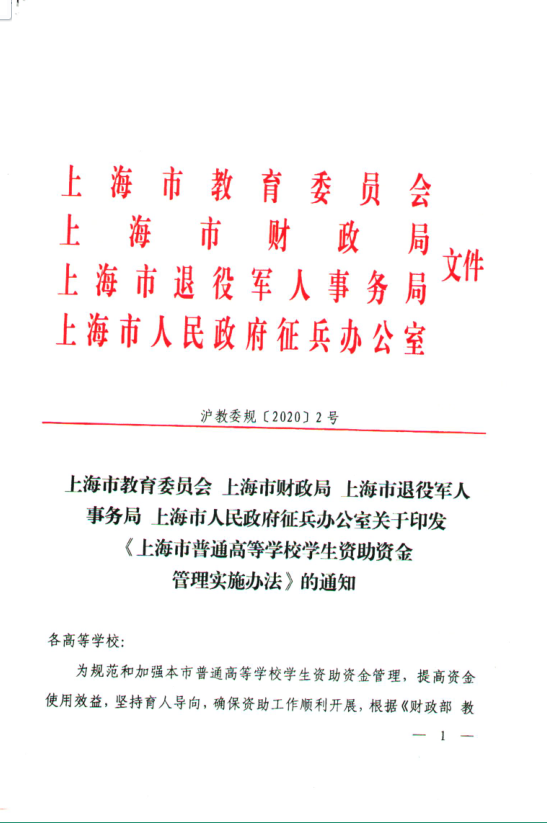 上海市教育委员会
上海市财政局
上海市退役军人事务局
上海市人民政府征兵办公室
文件
沪教委规〔2020〕2号
上海市教育委员会 上海市财政局 上海市退役军人
事务局 上海市人民政府征兵办公室关于印发
《上海市普通高等学校学生资助资金
管理实施办法》的通知
各高等学校：
为规范和加强本市普通高等学校学生资助资金管理，提高资金
使用效益，坚持育人导向，确保资助工作顺利开展，根据《财政部 教
— 1 —